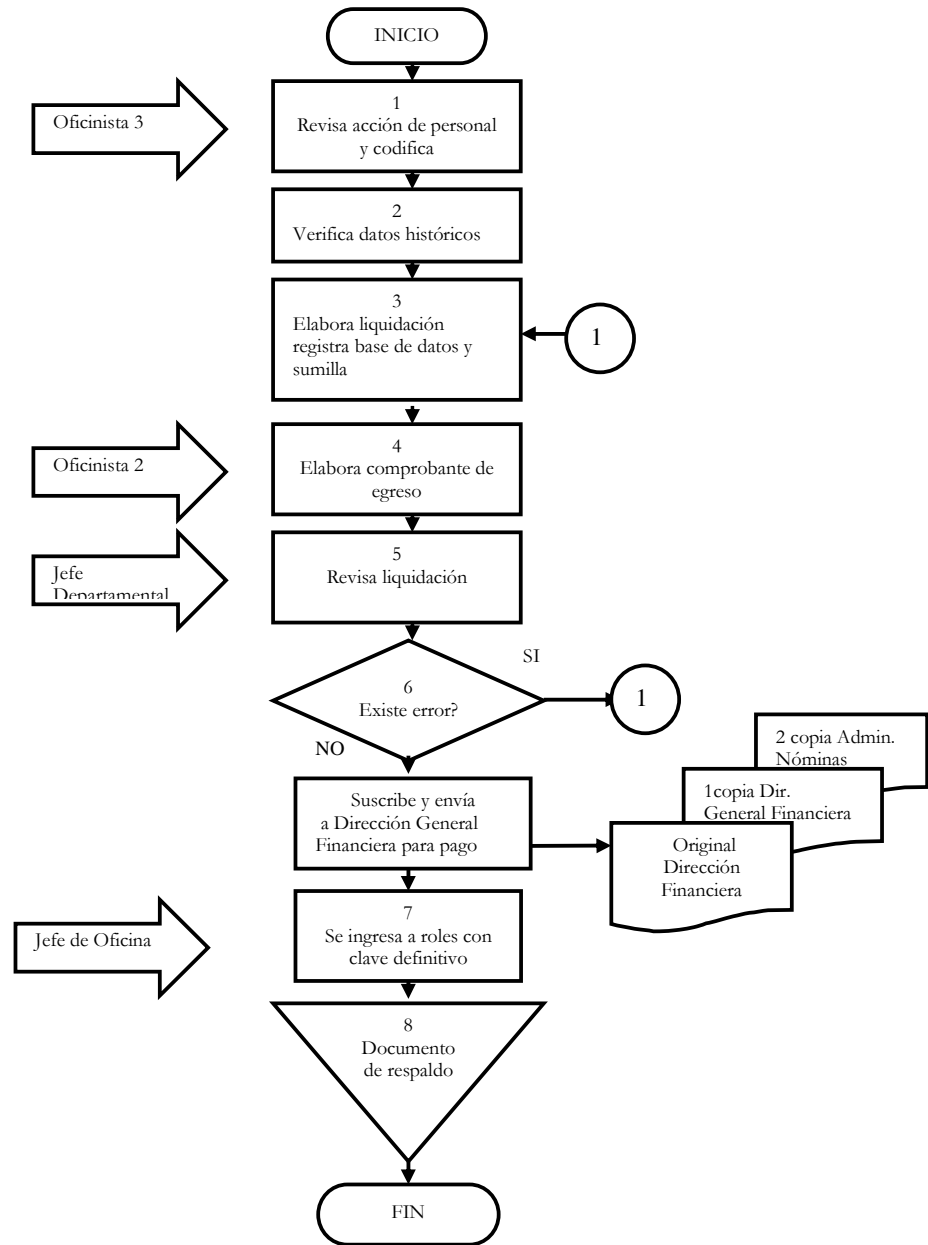 INICIO
Oficinista 3
1
Revisa acción de personal
y codifica
2
Verifica datos históricos
3
Elabora liquidación
registra base de datos y
sumilla
1
Oficinista 2
4
Elabora comprobante de
egreso
Jefe
Departamental
5
Revisa liquidación
SI
6
Existe error?
1
NO
2 copia Admin.
Nóminas
1copia Dir.
General Financiera
Original
Dirección
Financiera
Suscribe y envía
a Dirección General
Financiera para pago
Jefe de Oficina
7
Se ingresa a roles con
clave definitivo
8
Documento
de respaldo
FIN